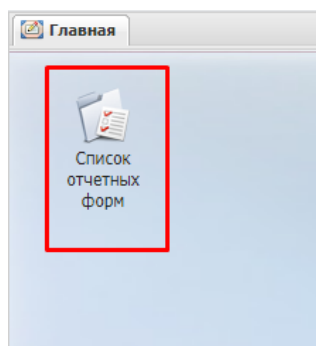 Главная
Список
отчетных
форм